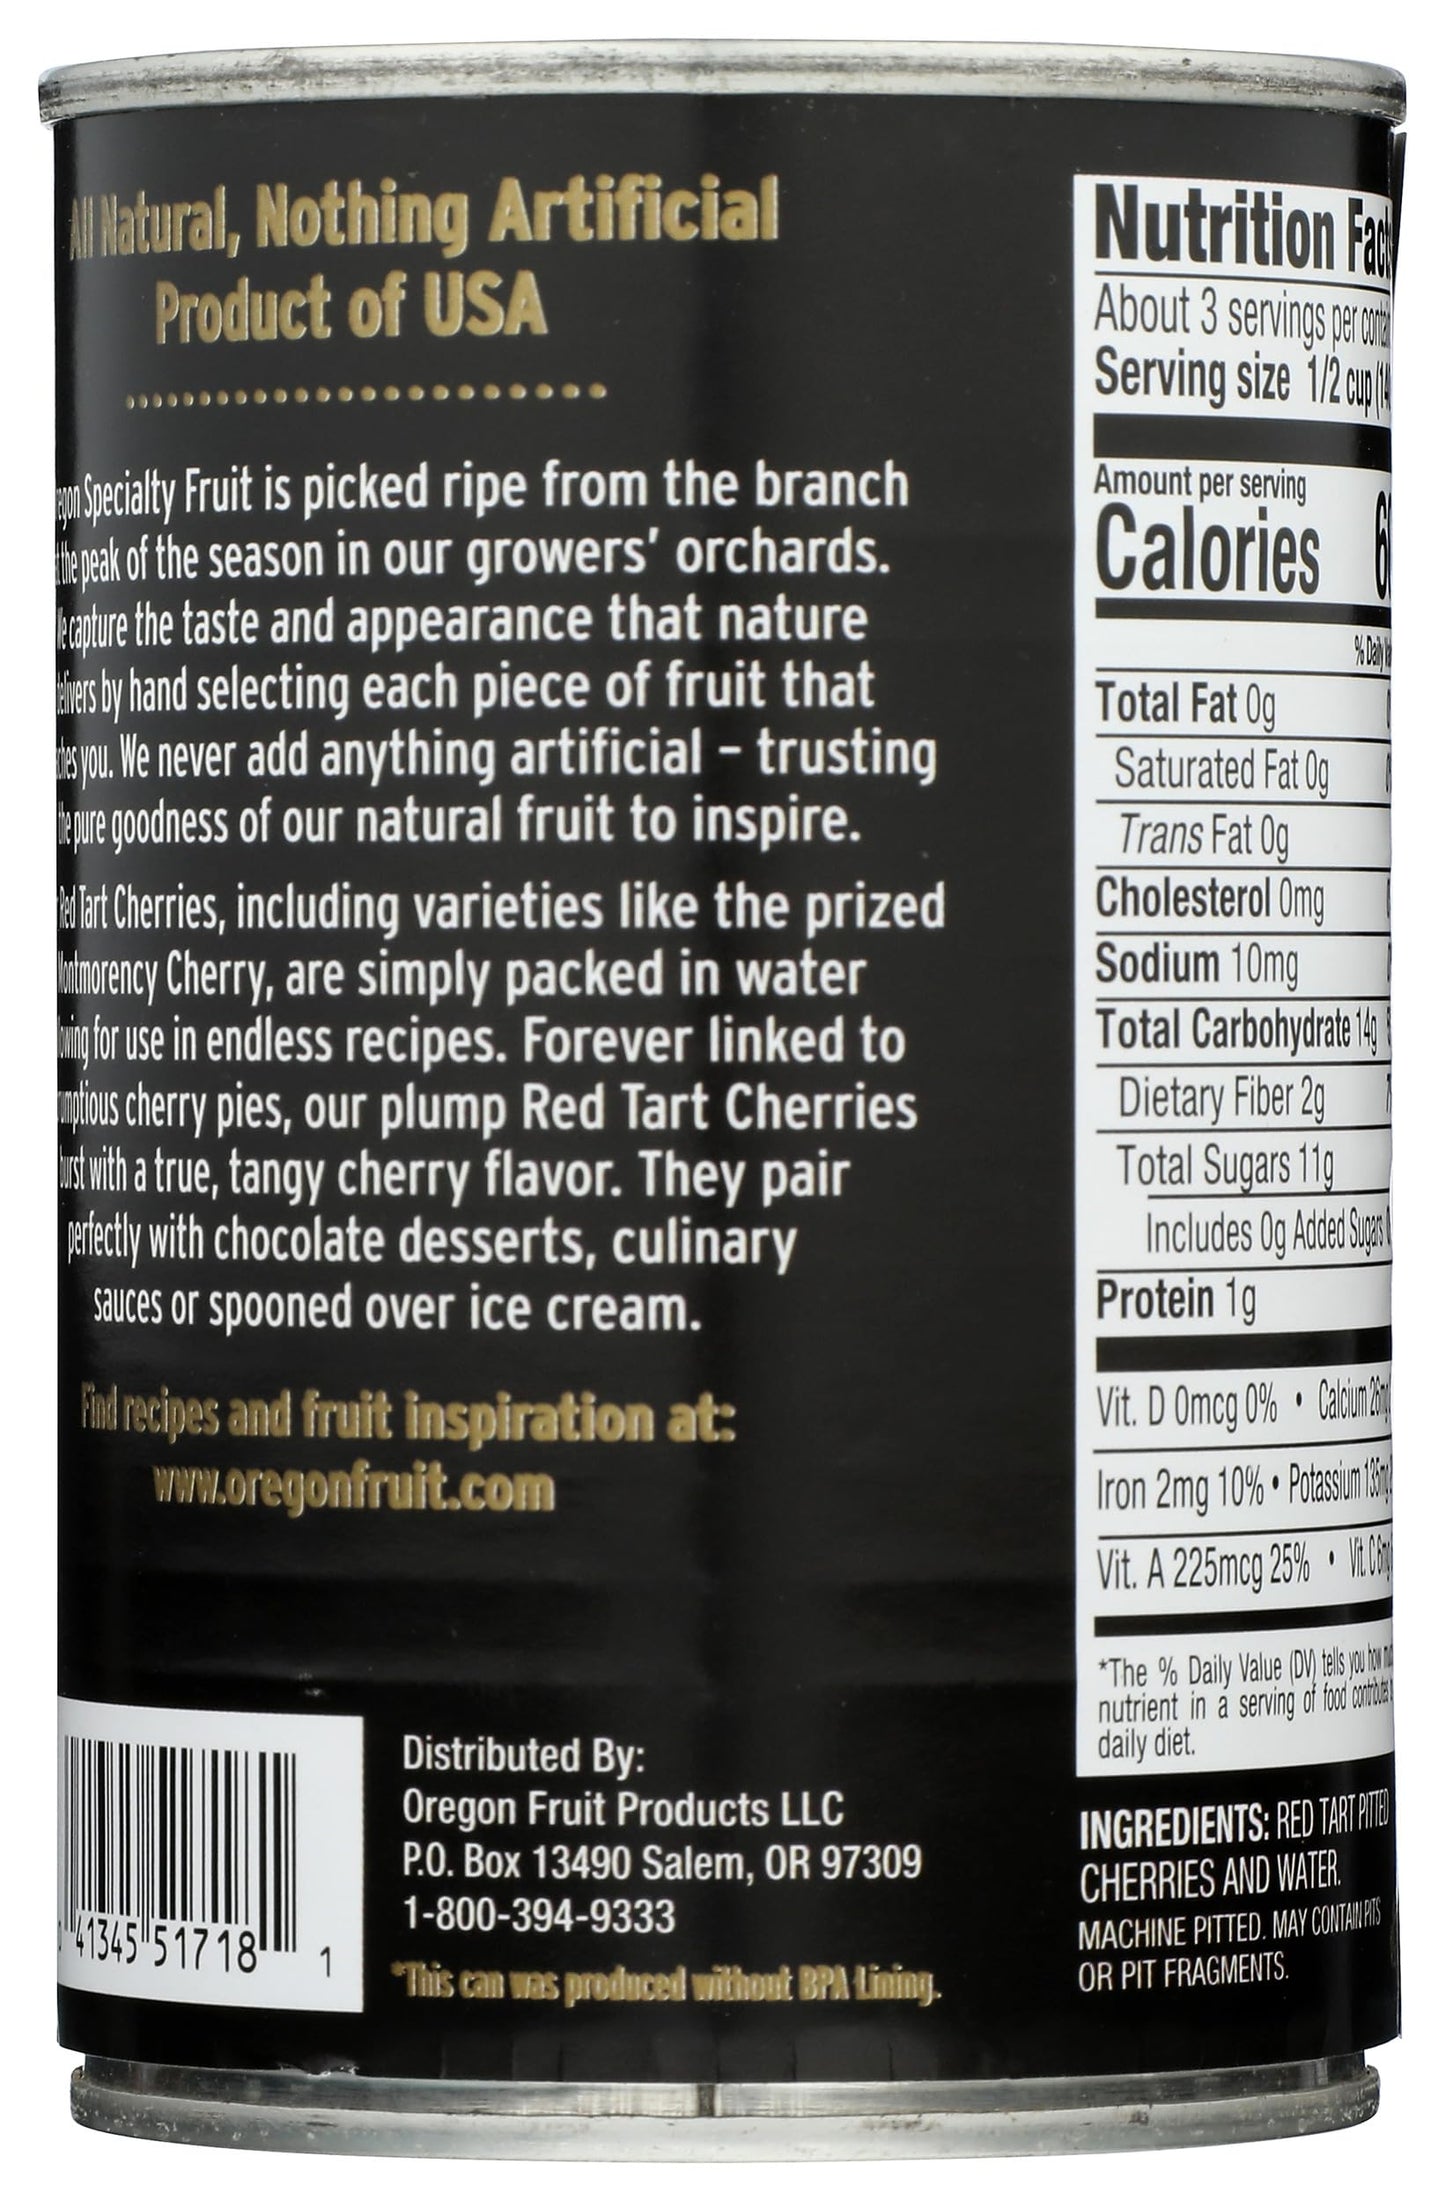 All Natural, Nothing Artificial
Product of USA
Specialty Fruit is picked ripe from the branch
the peak of the season in our growers' orchards.
We capture the taste and appearance that nature
by hand selecting each piece of fruit that
you. We never add anything artificial – trusting
the pure goodness of our natural fruit to inspire.
Red Tart Cherries, including varieties like the prized
Montmorency Cherry, are simply packed in water
for use in endless recipes. Forever linked to
cherry pies, our plump Red Tart Cherries
with a true, tangy cherry flavor. They pair
perfectly with chocolate desserts, culinary
sauces or spooned over ice cream.
Find recipes and fruit inspiration at:
www.oregonfruit.com
41345 51718 1
Distributed By:
Oregon Fruit Products LLC
P.O. Box 13490 Salem, OR 97309
1-800-394-9333
*This can was produced without BPA Lining.
Nutrition Facts
About 3 servings per
Serving size 1/2 cup
Amount per serving
Calories
% Daily
Total Fat 0g
Saturated Fat 0g
Trans Fat 0g
Cholesterol 0mg
Sodium 10mg
Total Carbohydrate 14g
Dietary Fiber 2g
Total Sugars 11g
Includes 0g Added Sugars
Protein 1g
Vit. D 0mcg 0% • Calcium 26mg
Iron 2mg 10% • Potassium 135mg
Vit. A 225mcg 25% • Vit. C 6mg
*The % Daily Value (DV) tells you how
nutrient in a serving of food contributes
daily diet.
INGREDIENTS: RED TART PITTED
CHERRIES AND WATER.
MACHINE PITTED. MAY CONTAIN PITS
OR PIT FRAGMENTS.